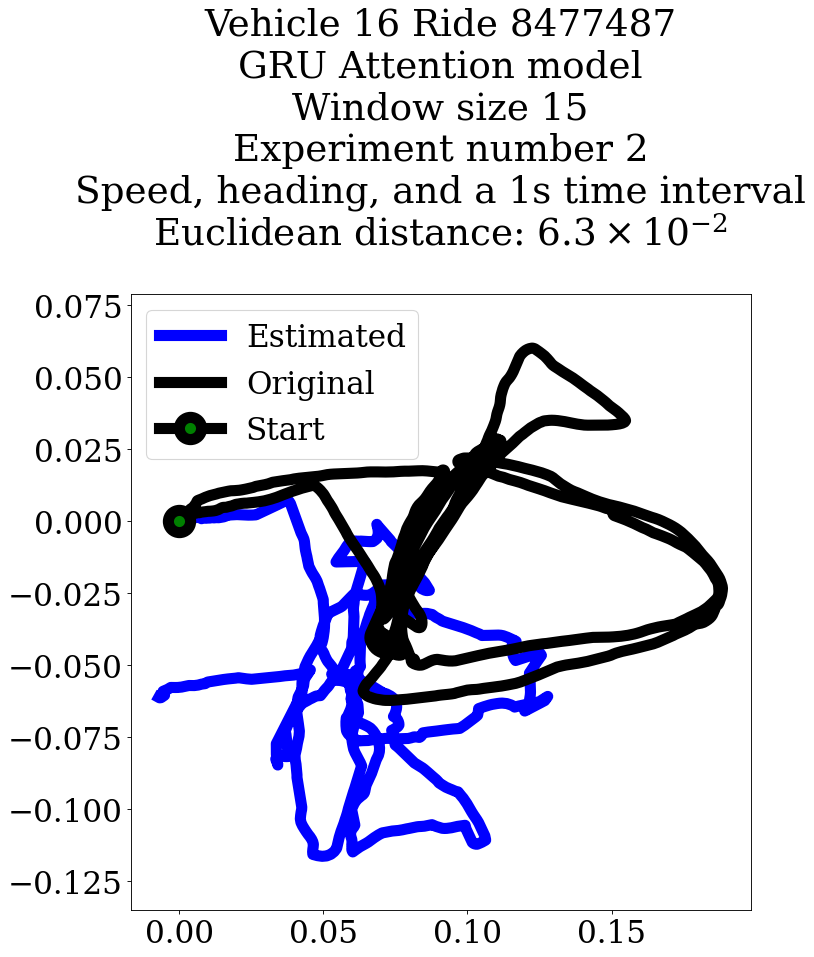 Vehicle 16 Ride 8477487
GRU Attention model
Window size 15
Experiment number 2
Speed, heading, and a 1s time interval
Euclidean distance: 6.3 × 10⁻²
0.075
0.050
0.025
0.000
−0.025
−0.050
−0.075
−0.100
−0.125
Estimated
Original
Start
0.00 0.05 0.10 0.15